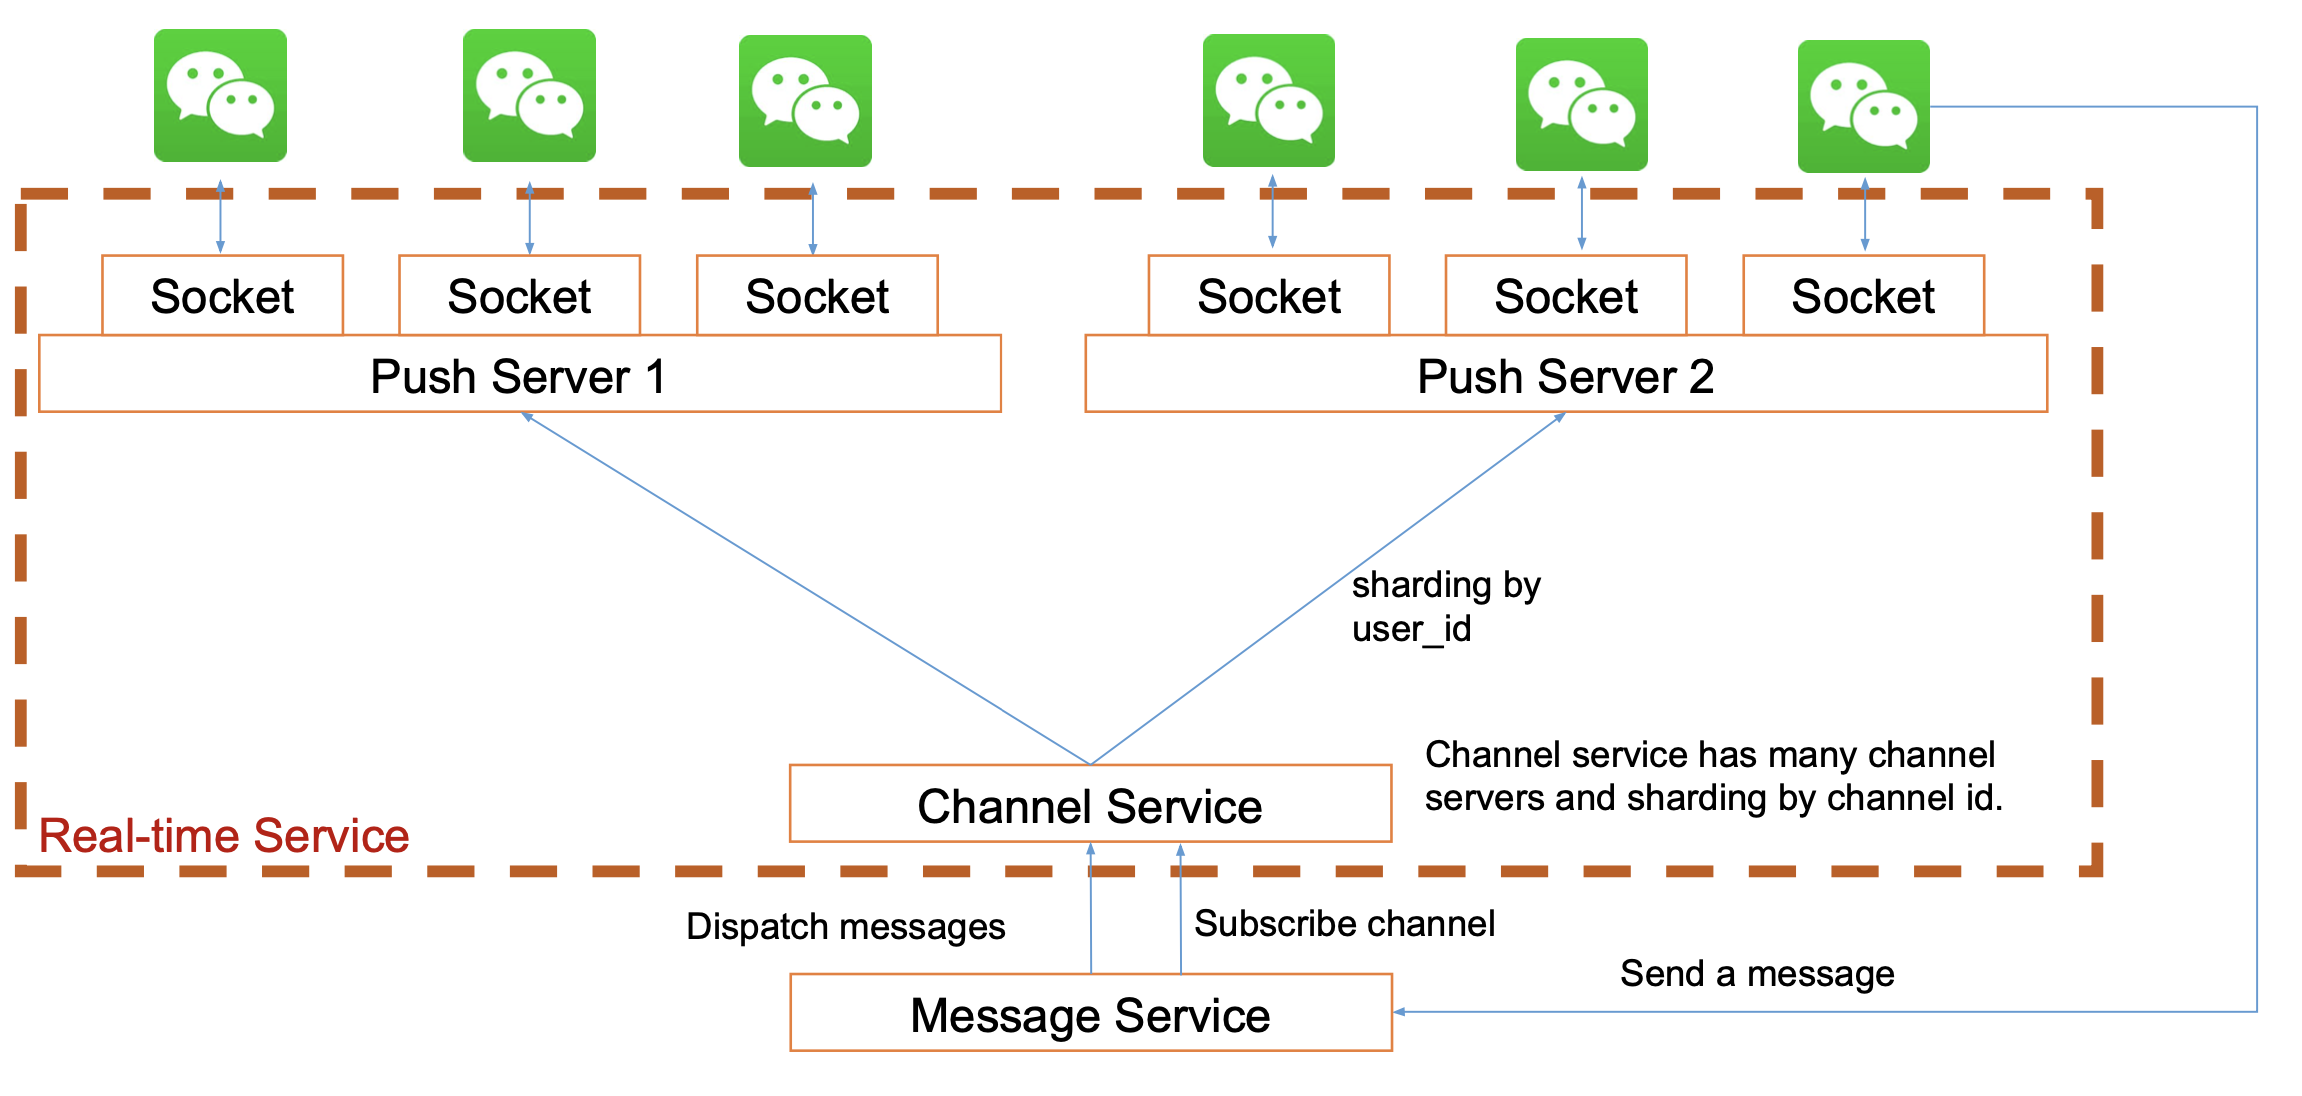 Socket
Socket
Socket
Socket
Socket
Socket
Push Server 1
Push Server 2
sharding by
user_id
Channel service has many channel
servers and sharding by channel id.
Channel Service
Real-time Service
Dispatch messages
Subscribe channel
Send a message
Message Service